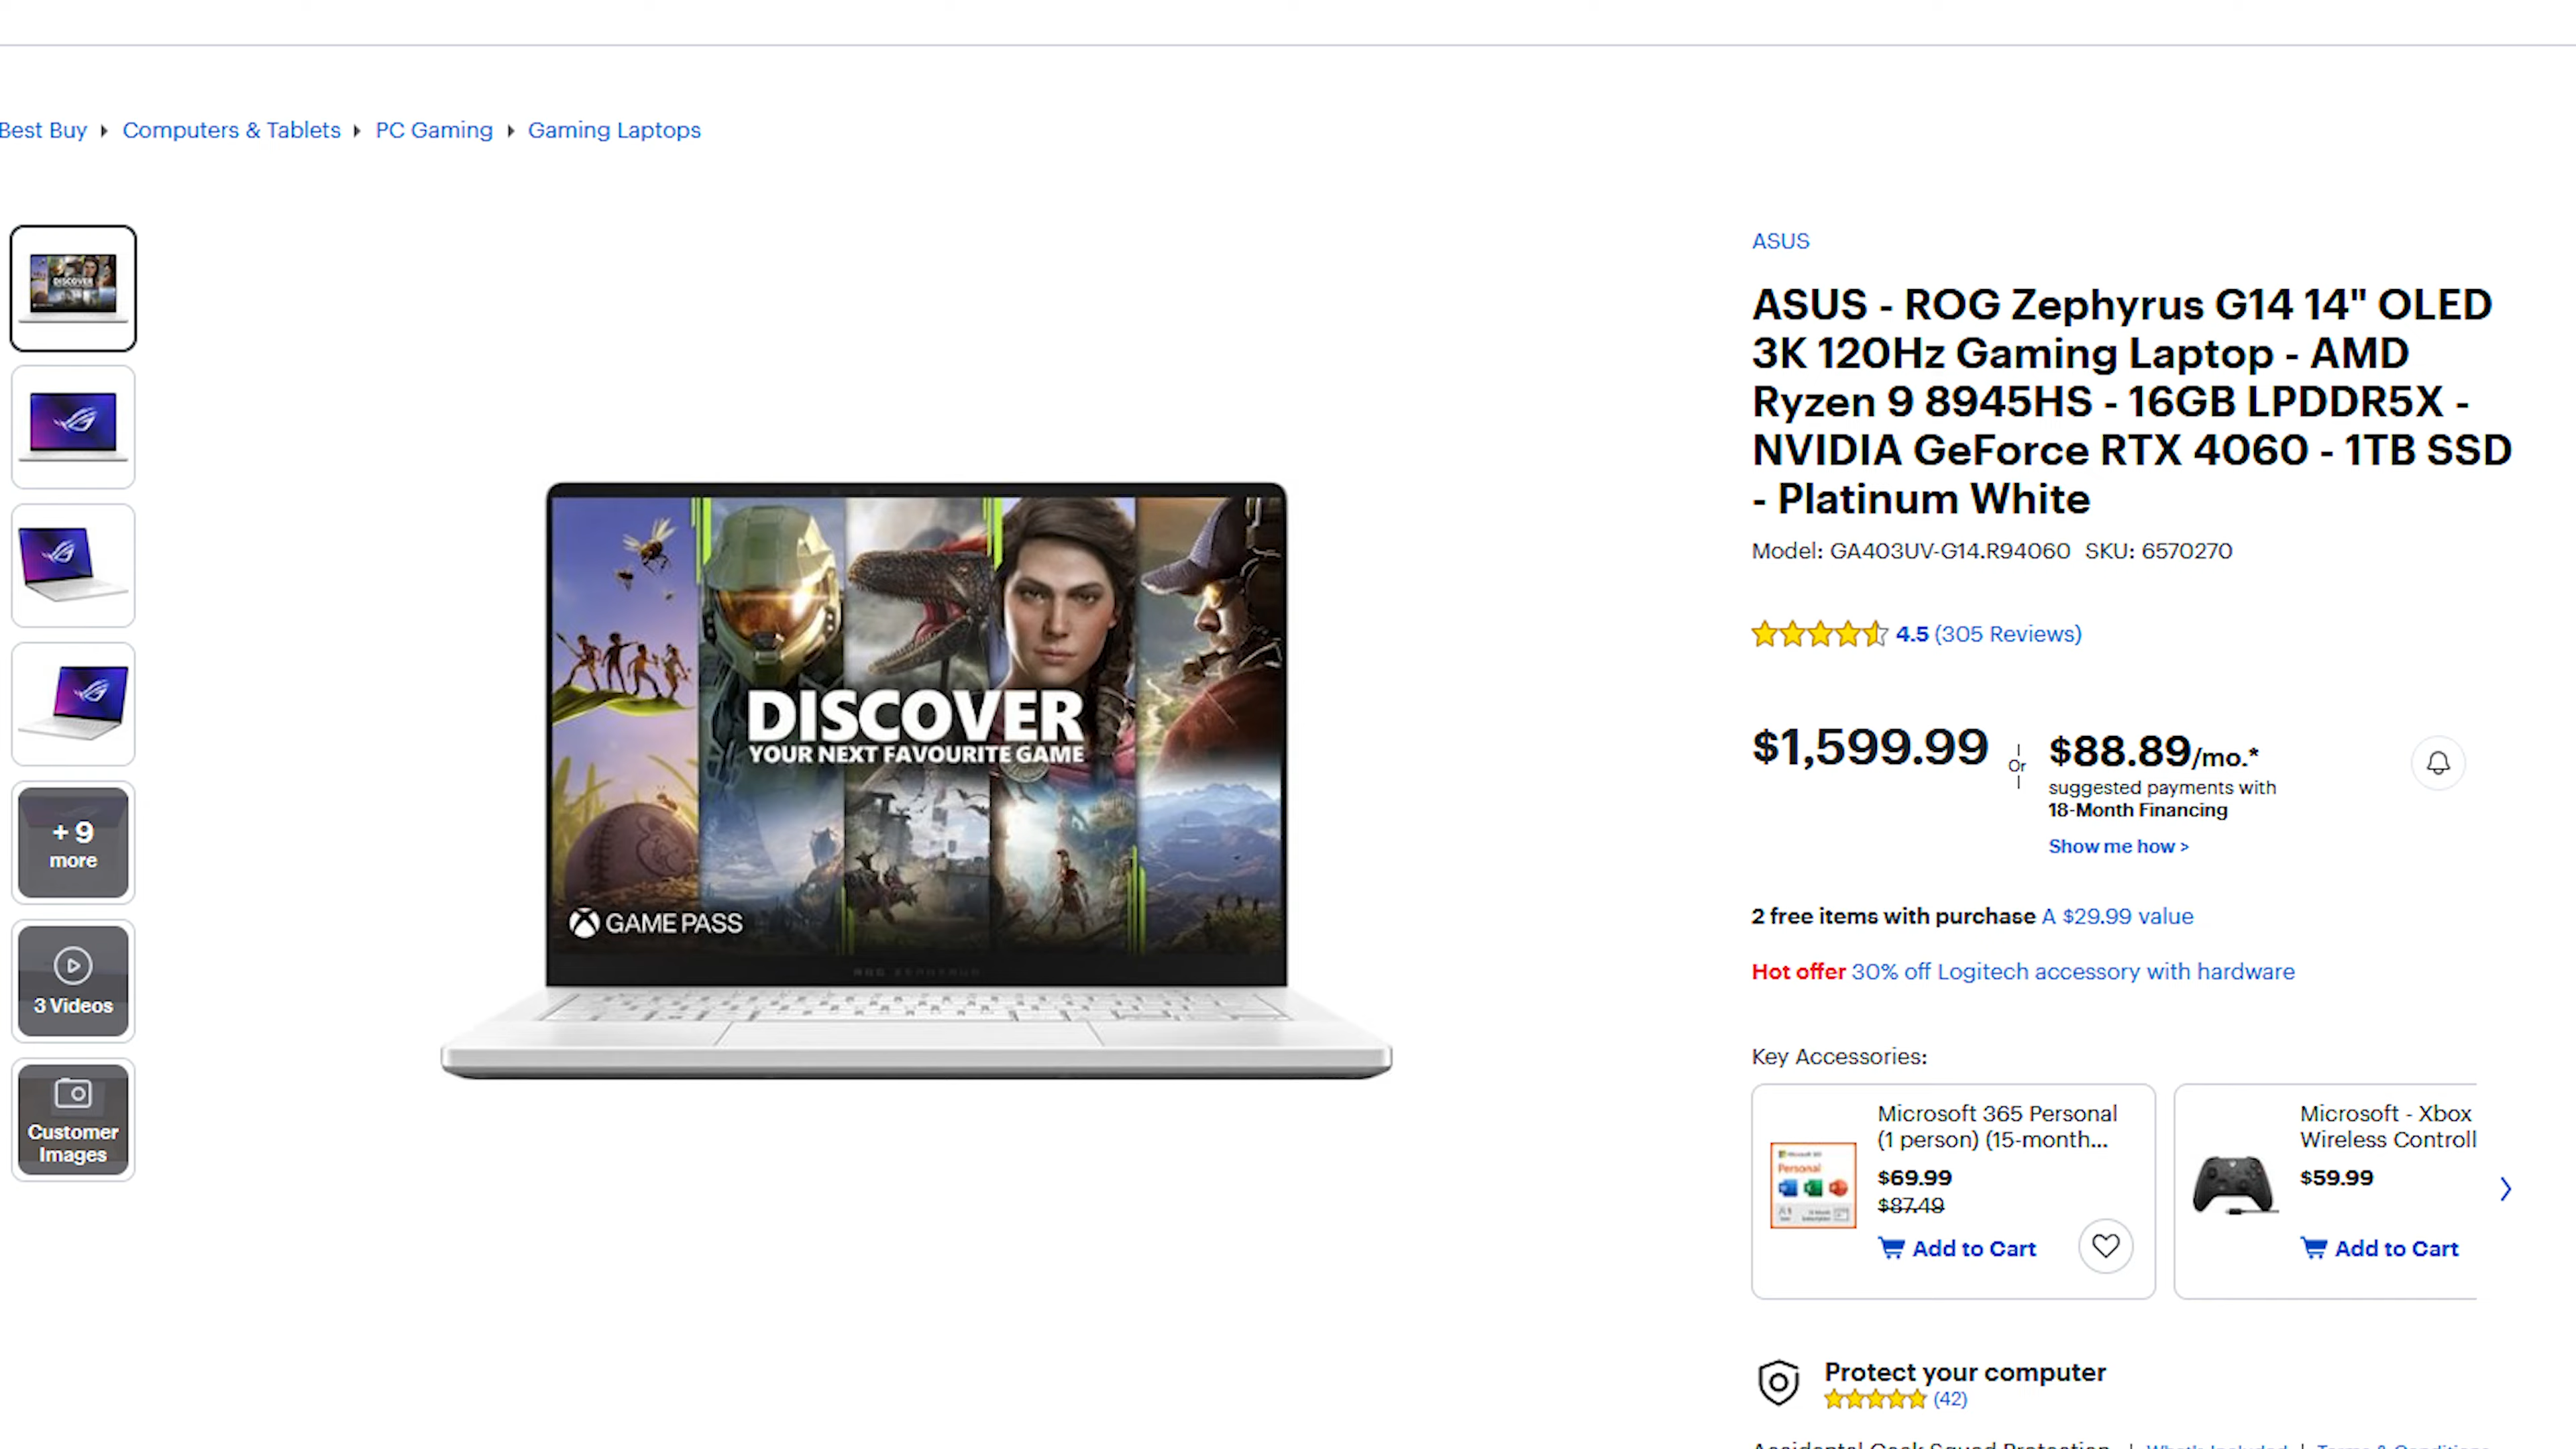 Best Buy Computers & Tablets PC Gaming Gaming Laptops
ASUS
ASUS - ROG Zephyrus G14 14" OLED
3K 120Hz Gaming Laptop - AMD
Ryzen 9 8945HS - 16GB LPDDR5X -
NVIDIA GeForce RTX 4060 - 1TB SSD
- Platinum White
Model: GA403UV-G14.R94060 SKU: 6570270
4.5 (305 Reviews)
$1,599.99
Or
$88.89/mo.*
suggested payments with
18-Month Financing
Show me how >
2 free items with purchase A $29.99 value
Hot offer 30% off Logitech accessory with hardware
Key Accessories:
Microsoft 365 Personal
(1 person) (15-month...
$69.99
$87.49
Add to Cart
Personal
Microsoft - Xbox
Wireless Controll
$59.99
Add to Cart
Protect your computer
(42)
DISCOVER
+ 9
more
3 Videos
Customer
Images
DISCOVER
YOUR NEXT FAVOURITE GAME
GAME PASS
ROG ZEPHYRUS